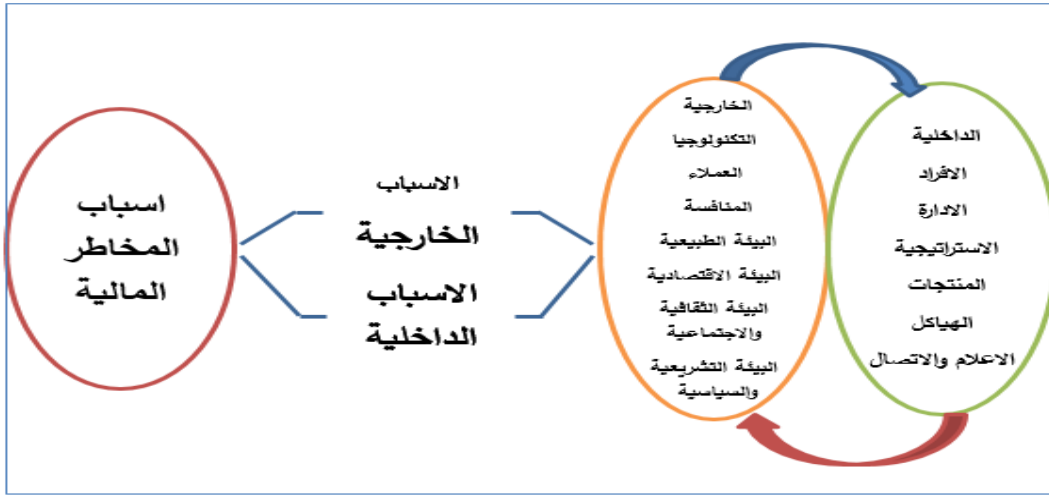 الداخلية
الافراد
الادارة
الاستراتيجية
المنتجات
الهياكل
الاعلام والاتصال
الخارجية
التكنولوجيا
العملاء
المنافسة
البيئة الطبيعية
البيئة الاقتصادية
البيئة الثقافية
والاجتماعية
البيئة التشريعية
والسياسية
الاسباب
الخارجية
الاسباب
الداخلية
اسباب
المخاطر
المالية